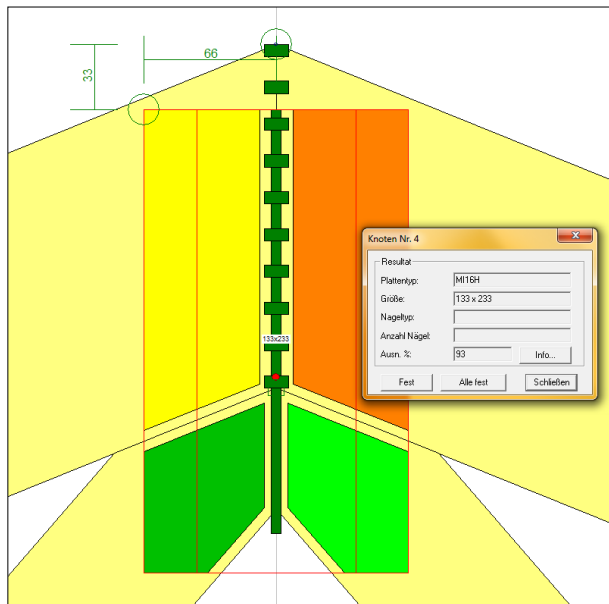 66
33
133x233
Knoten Nr. 4
Resultat
Plattentyp: MI16H
Größe: 133 x 233
Nageltyp:
Anzahl Nägel:
Ausn. %: 93 Info...
Fest Alle fest Schließen